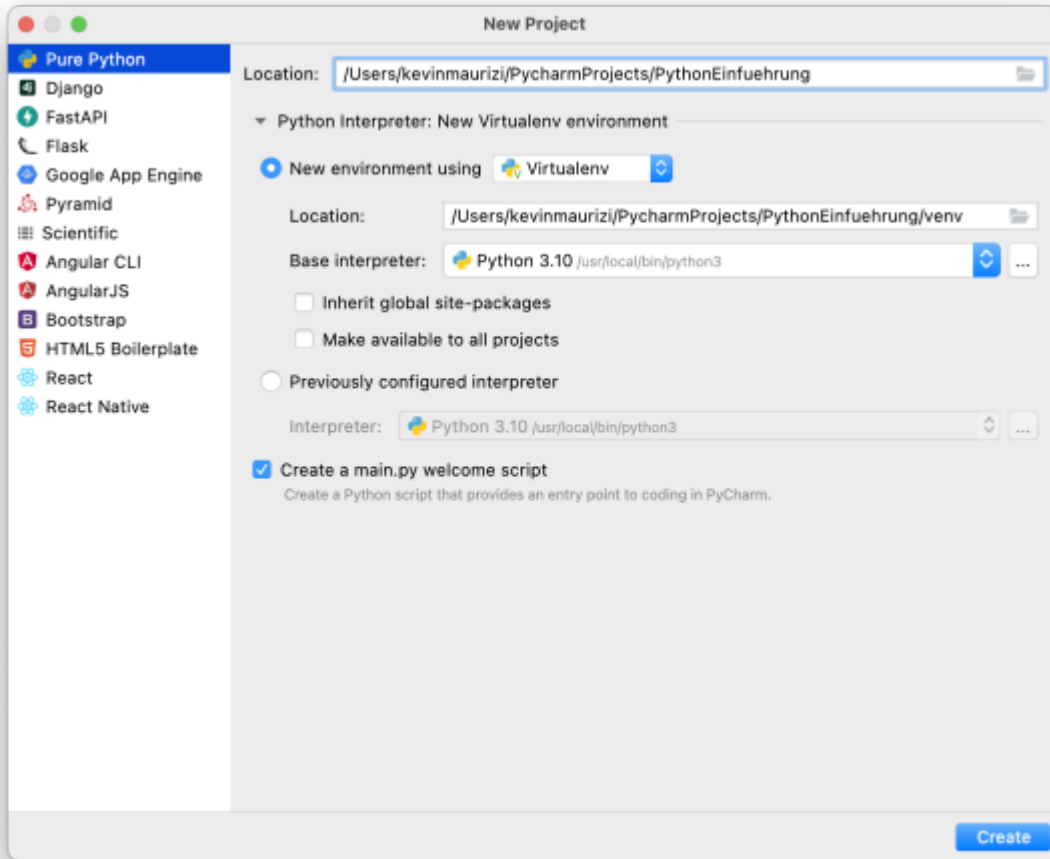 New Project
Pure Python
Django
FastAPI
Flask
Google App Engine
Pyramid
Scientific
Angular CLI
AngularJS
Bootstrap
HTML5 Boilerplate
React
React Native
Location: /Users/kevinmaurizi/PycharmProjects/PythonEinfuehrung
Python Interpreter: New Virtualenv environment
New environment using Virtualenv
Location: /Users/kevinmaurizi/PycharmProjects/PythonEinfuehrung/venv
Base interpreter: Python 3.10 /usr/local/bin/python3 ...
Inherit global site-packages
Make available to all projects
Previously configured interpreter
Interpreter: Python 3.10 /usr/local/bin/python3 ...
Create a main.py welcome script
Create a Python script that provides an entry point to coding in PyCharm.
Create